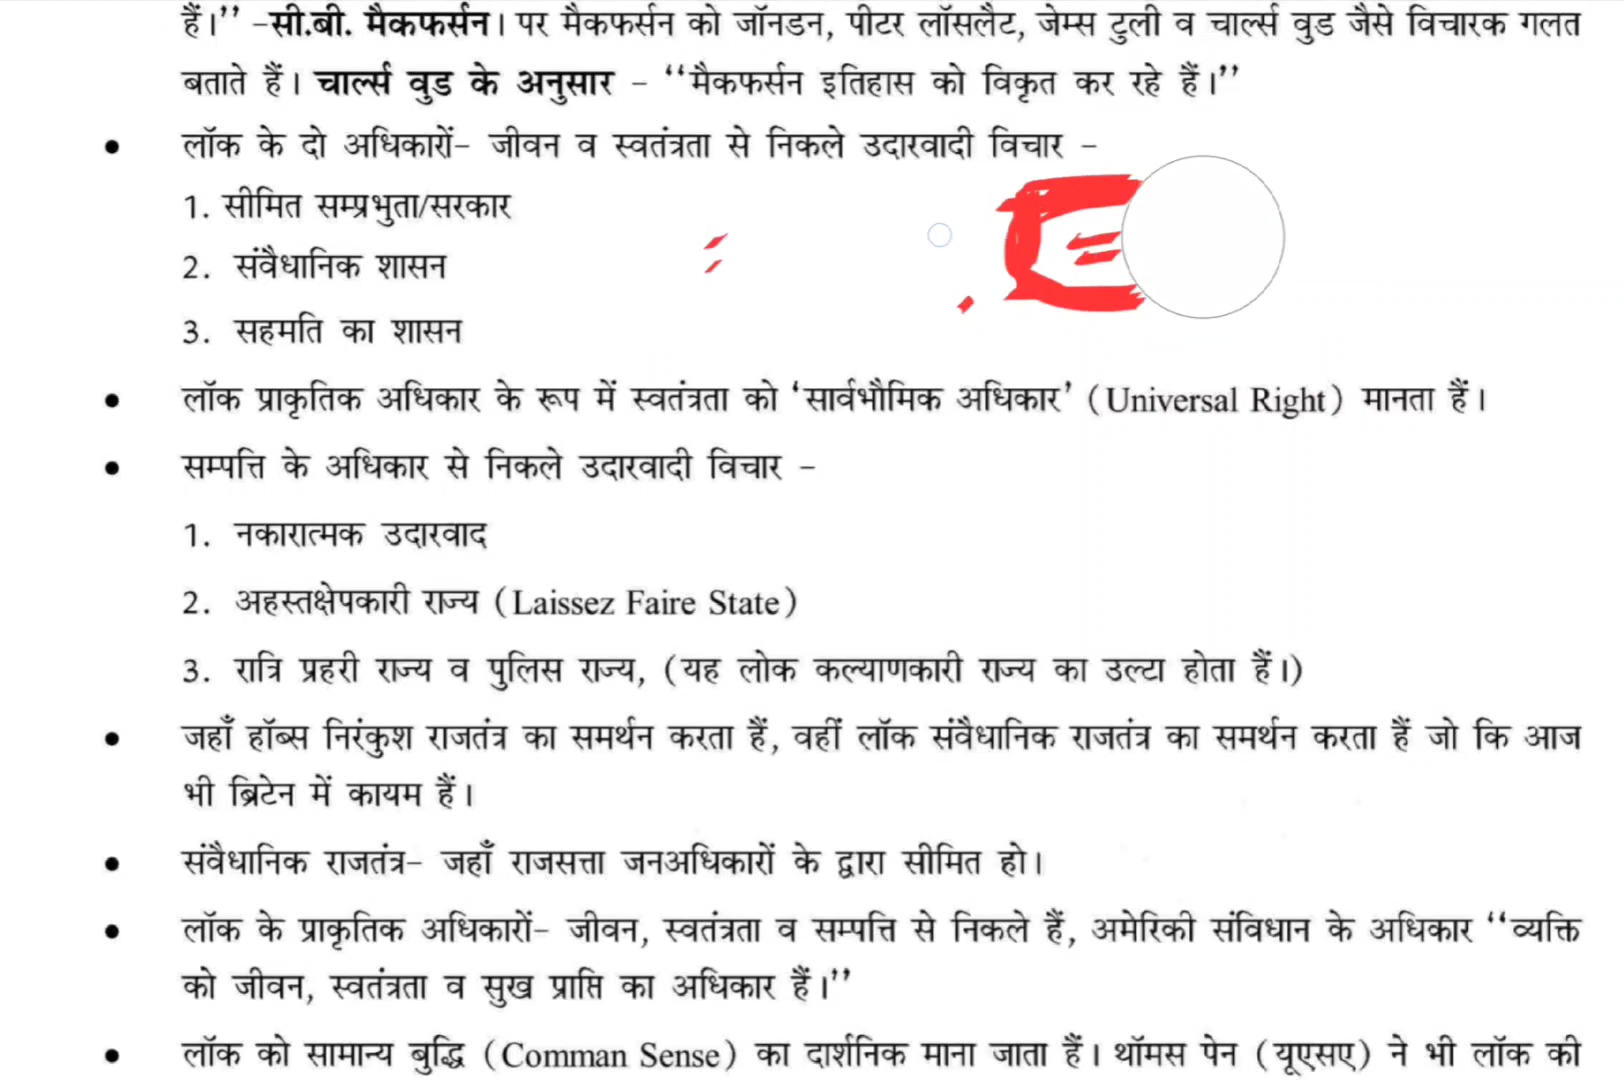 हैं।’’ -सी.बी. मैकफर्सन। पर मैकफर्सन को जॉनडन, पीटर लॉसलैट, जेम्स टुली व चार्ल्स वुड जैसे विचारक गलत
बताते हैं। चार्ल्स वुड के अनुसार - ‘‘मैकफर्सन इतिहास को विकृत कर रहे हैं।’’
● लॉक के दो अधिकारों- जीवन व स्वतंत्रता से निकले उदारवादी विचार -
1. सीमित सम्प्रभुता/सरकार
2. संवैधानिक शासन
3. सहमति का शासन
● लॉक प्राकृतिक अधिकार के रूप में स्वतंत्रता को ‘सार्वभौमिक अधिकार’ (Universal Right) मानता हैं।
● सम्पत्ति के अधिकार से निकले उदारवादी विचार -
1. नकारात्मक उदारवाद
2. अहस्तक्षेपकारी राज्य (Laissez Faire State)
3. रात्रि प्रहरी राज्य व पुलिस राज्य, (यह लोक कल्याणकारी राज्य का उल्टा होता हैं।)
● जहाँ हॉब्स निरंकुश राजतंत्र का समर्थन करता हैं, वहीं लॉक संवैधानिक राजतंत्र का समर्थन करता हैं जो कि आज
भी ब्रिटेन में कायम हैं।
● संवैधानिक राजतंत्र- जहाँ राजसत्ता जनअधिकारों के द्वारा सीमित हो।
● लॉक के प्राकृतिक अधिकारों- जीवन, स्वतंत्रता व सम्पत्ति से निकले हैं, अमेरिकी संविधान के अधिकार ‘‘व्यक्ति
को जीवन, स्वतंत्रता व सुख प्राप्ति का अधिकार हैं।’’
● लॉक को सामान्य बुद्धि (Comman Sense) का दार्शनिक माना जाता हैं। थॉमस पेन (यूएसए) ने भी लॉक की